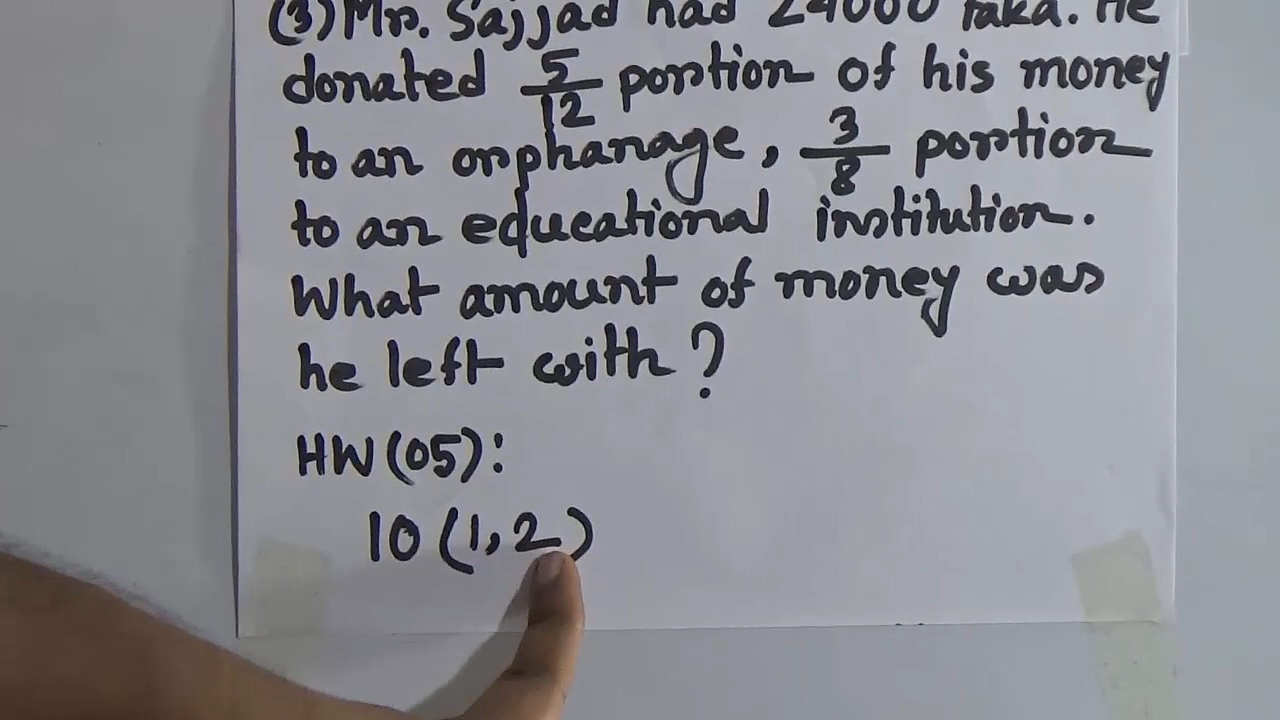 (3) Mr. Sajjad had 24000 taka. He
donated 5/12 portion of his money
to an orphanage, 3/8 portion
to an educational institution.
What amount of money was
he left with?
HW (05):
10 (1, 2)